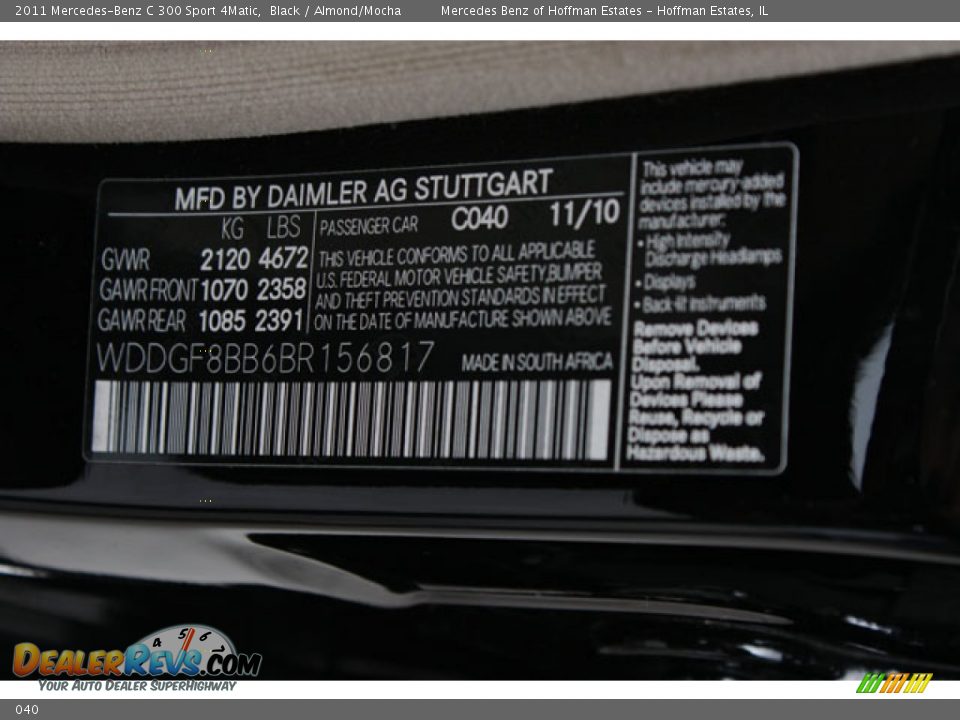 2011 Mercedes-Benz C 300 Sport 4Matic, Black / Almond/Mocha
Mercedes Benz of Hoffman Estates - Hoffman Estates, IL
MFD BY DAIMLER AG STUTTGART
KG LBS
GVWR 2120 4672
GAWR FRONT 1070 2358
GAWR REAR 1085 2391
PASSENGER CAR C040 11/10
THIS VEHICLE CONFORMS TO ALL APPLICABLE
U.S. FEDERAL MOTOR VEHICLE SAFETY,BUMPER
AND THEFT PREVENTION STANDARDS IN EFFECT
ON THE DATE OF MANUFACTURE SHOWN ABOVE
WDDGF8BB6BR156817
MADE IN SOUTH AFRICA
This vehicle may
include mercury-added
devices installed by the
manufacturer:
• High Intensity
Discharge Headlamps
• Displays
• Back-lit instruments
Remove Devices
Before Vehicle
Disposal.
Upon Removal of
Devices Please
Reuse, Recycle or
Dispose as
Hazardous Waste.
4 5 6
DEALERREVS.COM
YOUR AUTO DEALER SUPERHIGHWAY
040